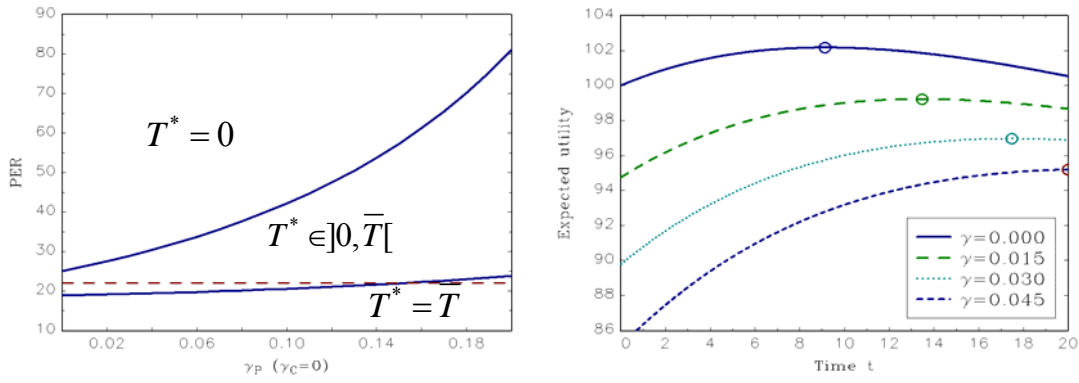 90
80
70
60
50
40
30
20
10
PER
T* = 0
T* ∈]0, T̅[
T* = T̅
0.02 0.06 0.10 0.14 0.18
γP (γC=0)
104
102
100
98
96
94
92
90
88
86
Expected utility
γ=0.000
γ=0.015
γ=0.030
γ=0.045
0 2 4 6 8 10 12 14 16 18 20
Time t